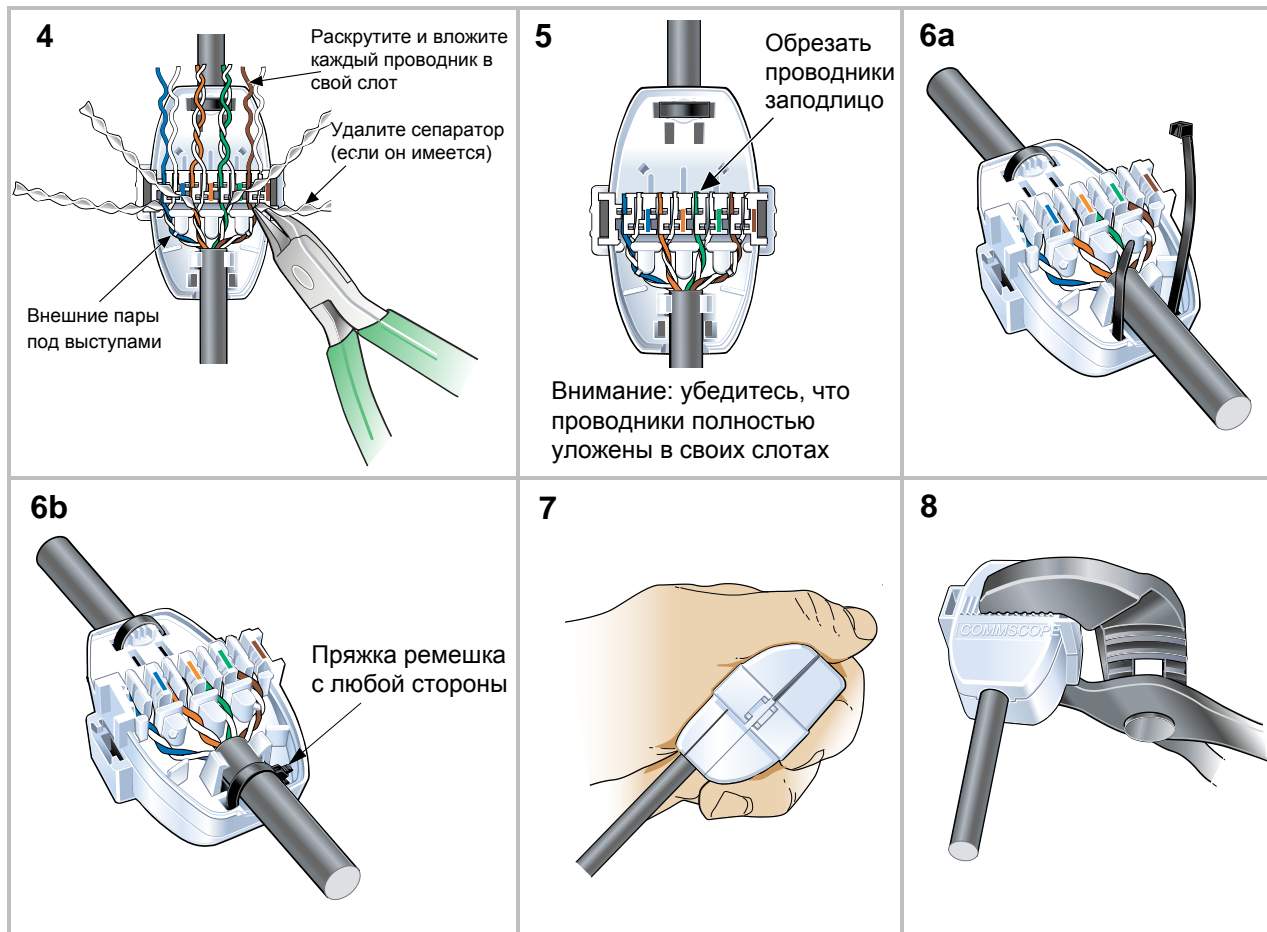 4
Раскрутите и вложите
каждый проводник в
свой слот
Удалите сепаратор
(если он имеется)
Внешние пары
под выступами
5
Обрезать
проводники
заподлицо
Внимание: убедитесь, что
проводники полностью
уложены в своих слотах
6a
6b
Пряжка ремешка
с любой стороны
7
8
COMMSCOPE